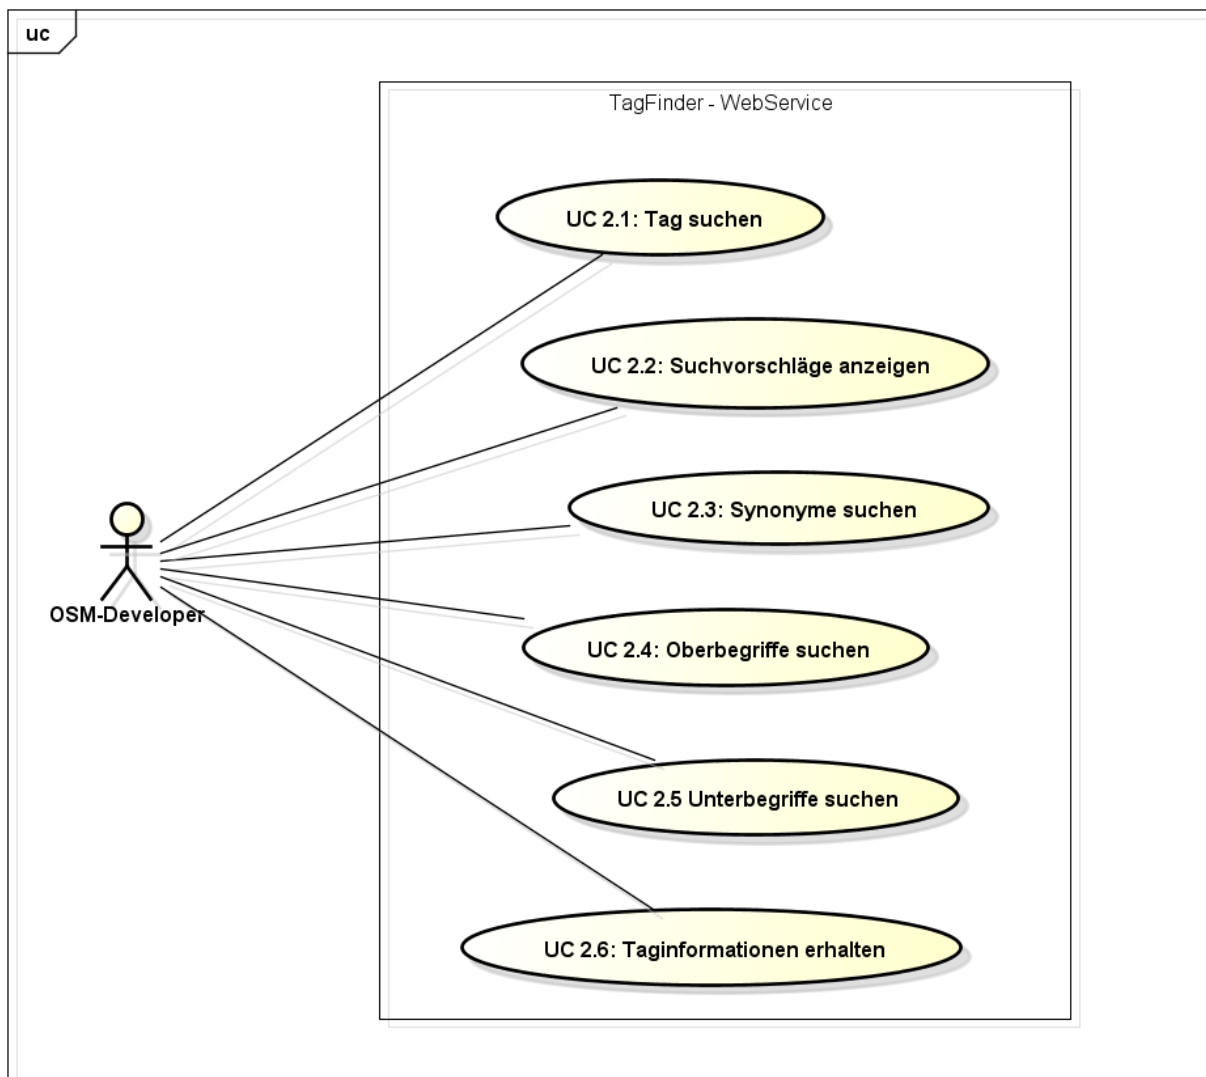 uc
TagFinder - WebService
UC 2.1: Tag suchen
UC 2.2: Suchvorschläge anzeigen
UC 2.3: Synonyme suchen
OSM-Developer
UC 2.4: Oberbegriffe suchen
UC 2.5 Unterbegriffe suchen
UC 2.6: Taginformationen erhalten